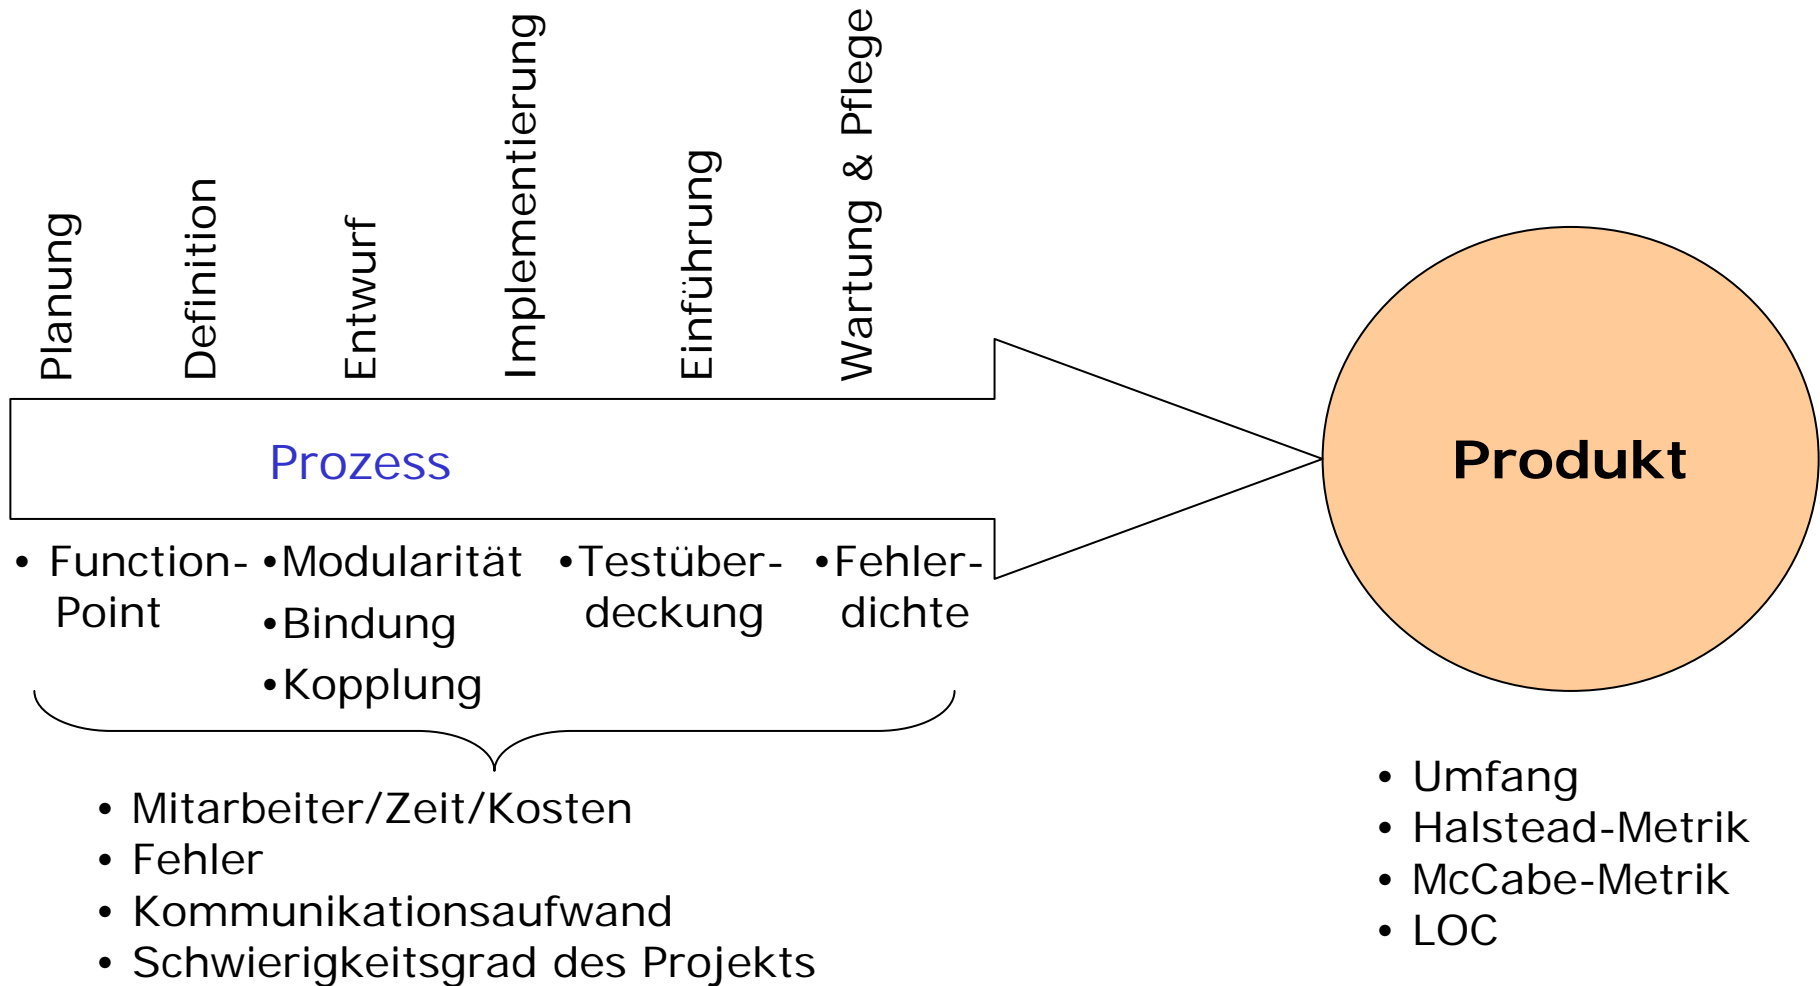 Planung
Definition
Entwurf
Implementierung
Einführung
Wartung & Pflege
Prozess
Produkt
• Function-
Point
•Modularität
•Bindung
•Kopplung
•Testüber-
deckung
•Fehler-
dichte
• Mitarbeiter/Zeit/Kosten
• Fehler
• Kommunikationsaufwand
• Schwierigkeitsgrad des Projekts
• Umfang
• Halstead-Metrik
• McCabe-Metrik
• LOC